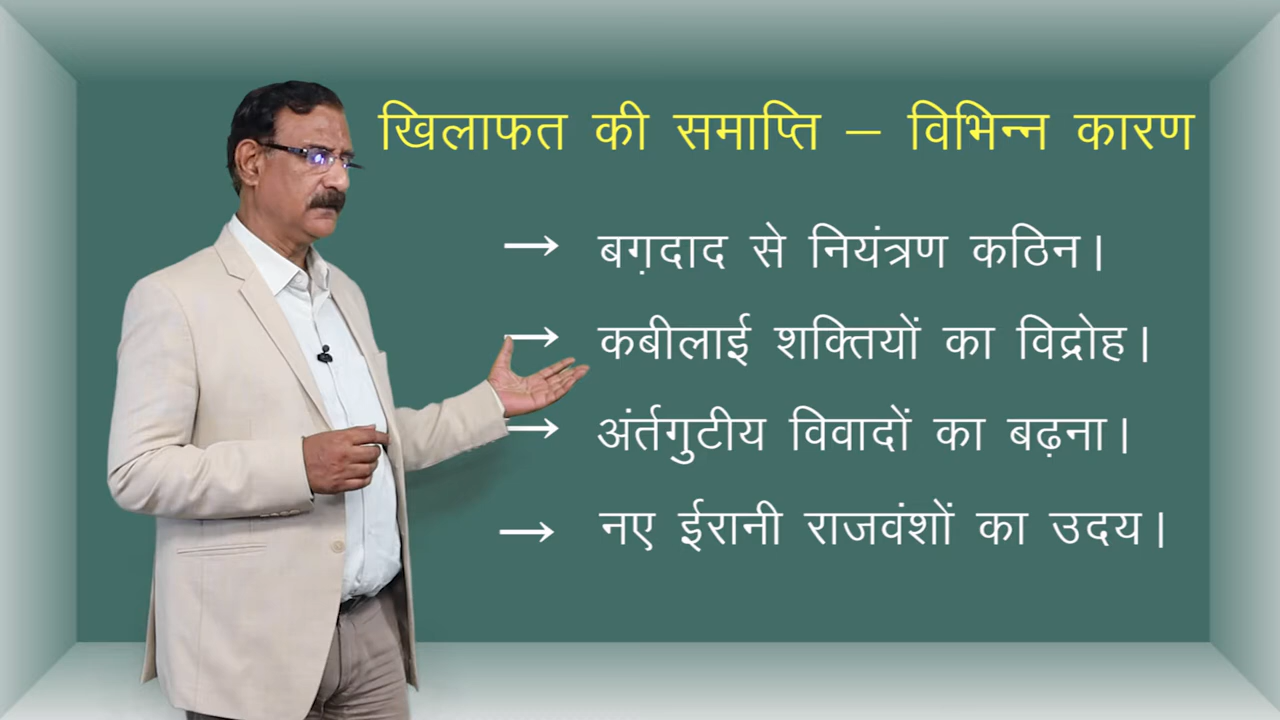 खिलाफत की समाप्ति – विभिन्न कारण
→ बग़दाद से नियंत्रण कठिन।
→ कबीलाई शक्तियों का विद्रोह।
→ अंर्तगुटीय विवादों का बढ़ना।
→ नए ईरानी राजवंशों का उदय।